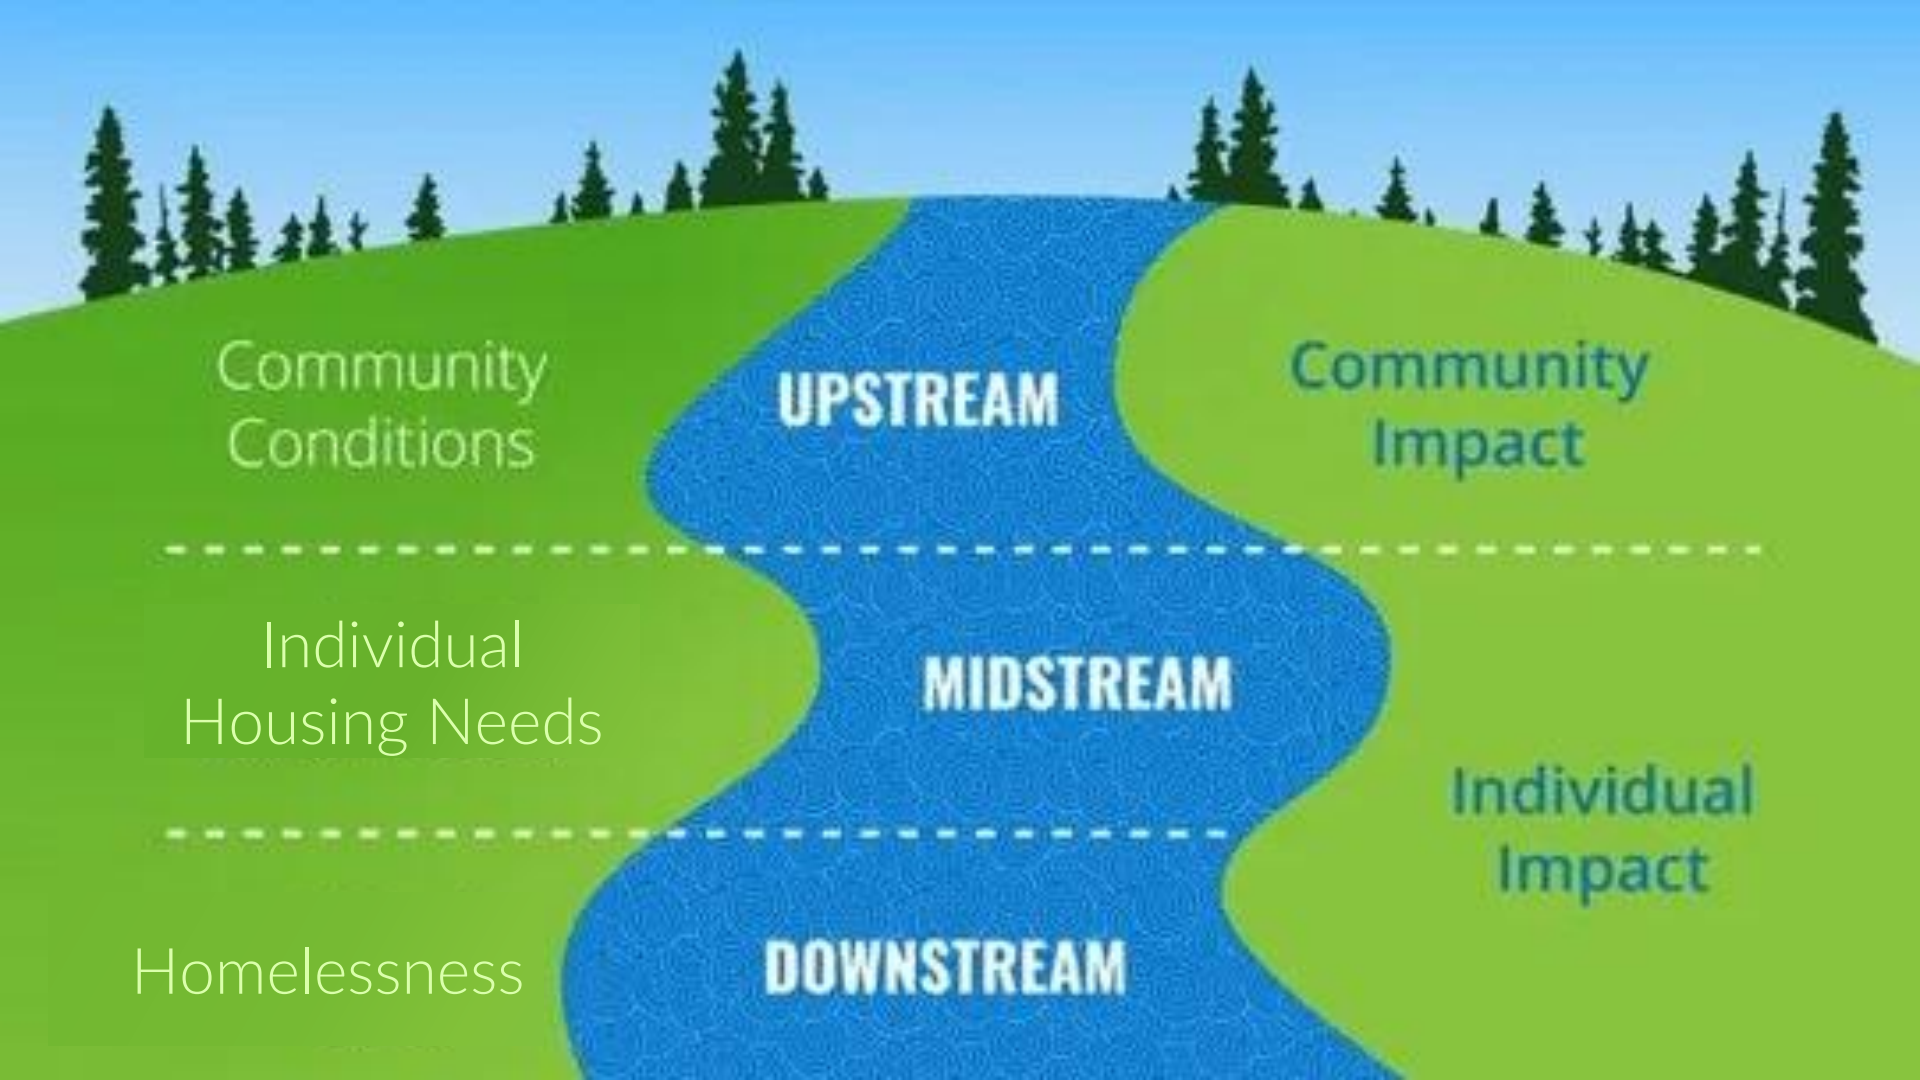 Community
Conditions
UPSTREAM
Community
Impact
Individual
Housing Needs
MIDSTREAM
Individual
Impact
Homelessness
DOWNSTREAM